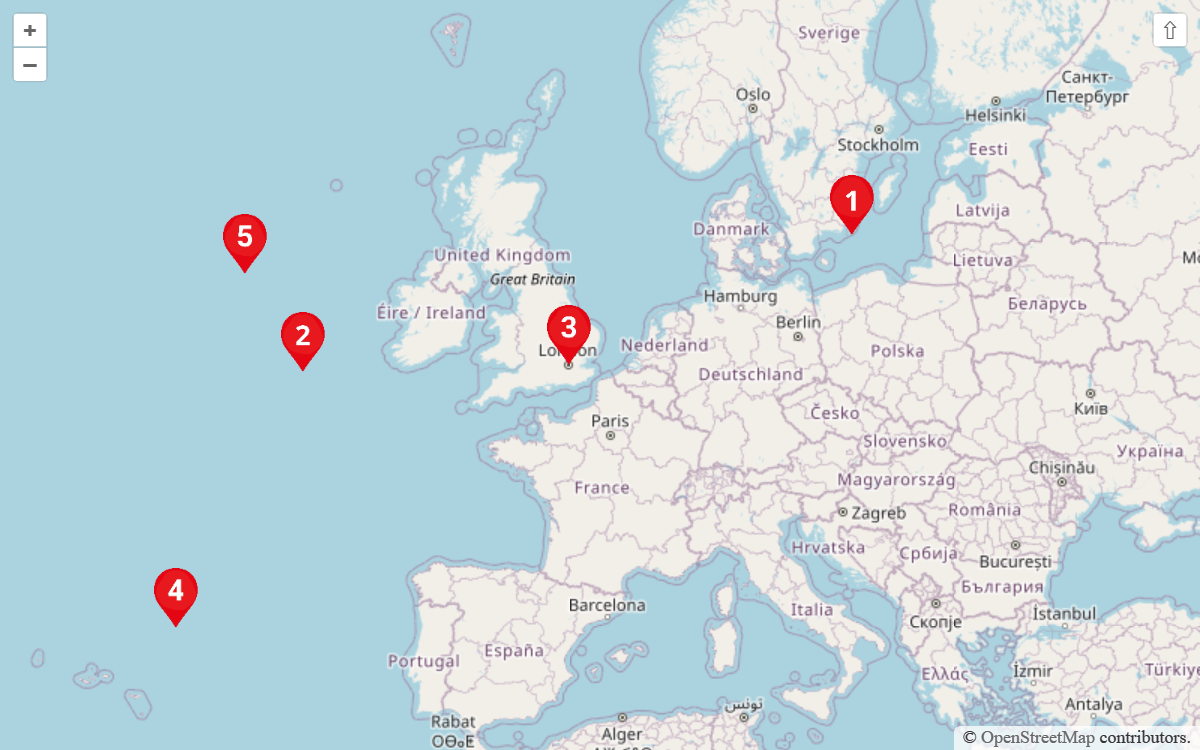 +
−
⇧
Sverige
Санкт-
Петербург
Oslo
Helsinki
Stockholm
Eesti
1
Latvija
Danmark
5
United Kingdom
Lietuva
Great Britain
Hamburg
Беларусь
Éire / Ireland
2
3
Berlin
London
Nederland
Polska
Deutschland
Київ
Česko
Paris
Slovensko
Україна
Chișinău
Magyarország
France
România
Zagreb
Hrvatska
Србија
București
България
4
Barcelona
Italia
İstanbul
Скопје
España
Portugal
Ελλάς
İzmir
Türkiye
تونس
Antalya
Rabat
ⵔⴱⴰⵟ
Alger
© OpenStreetMap contributors.